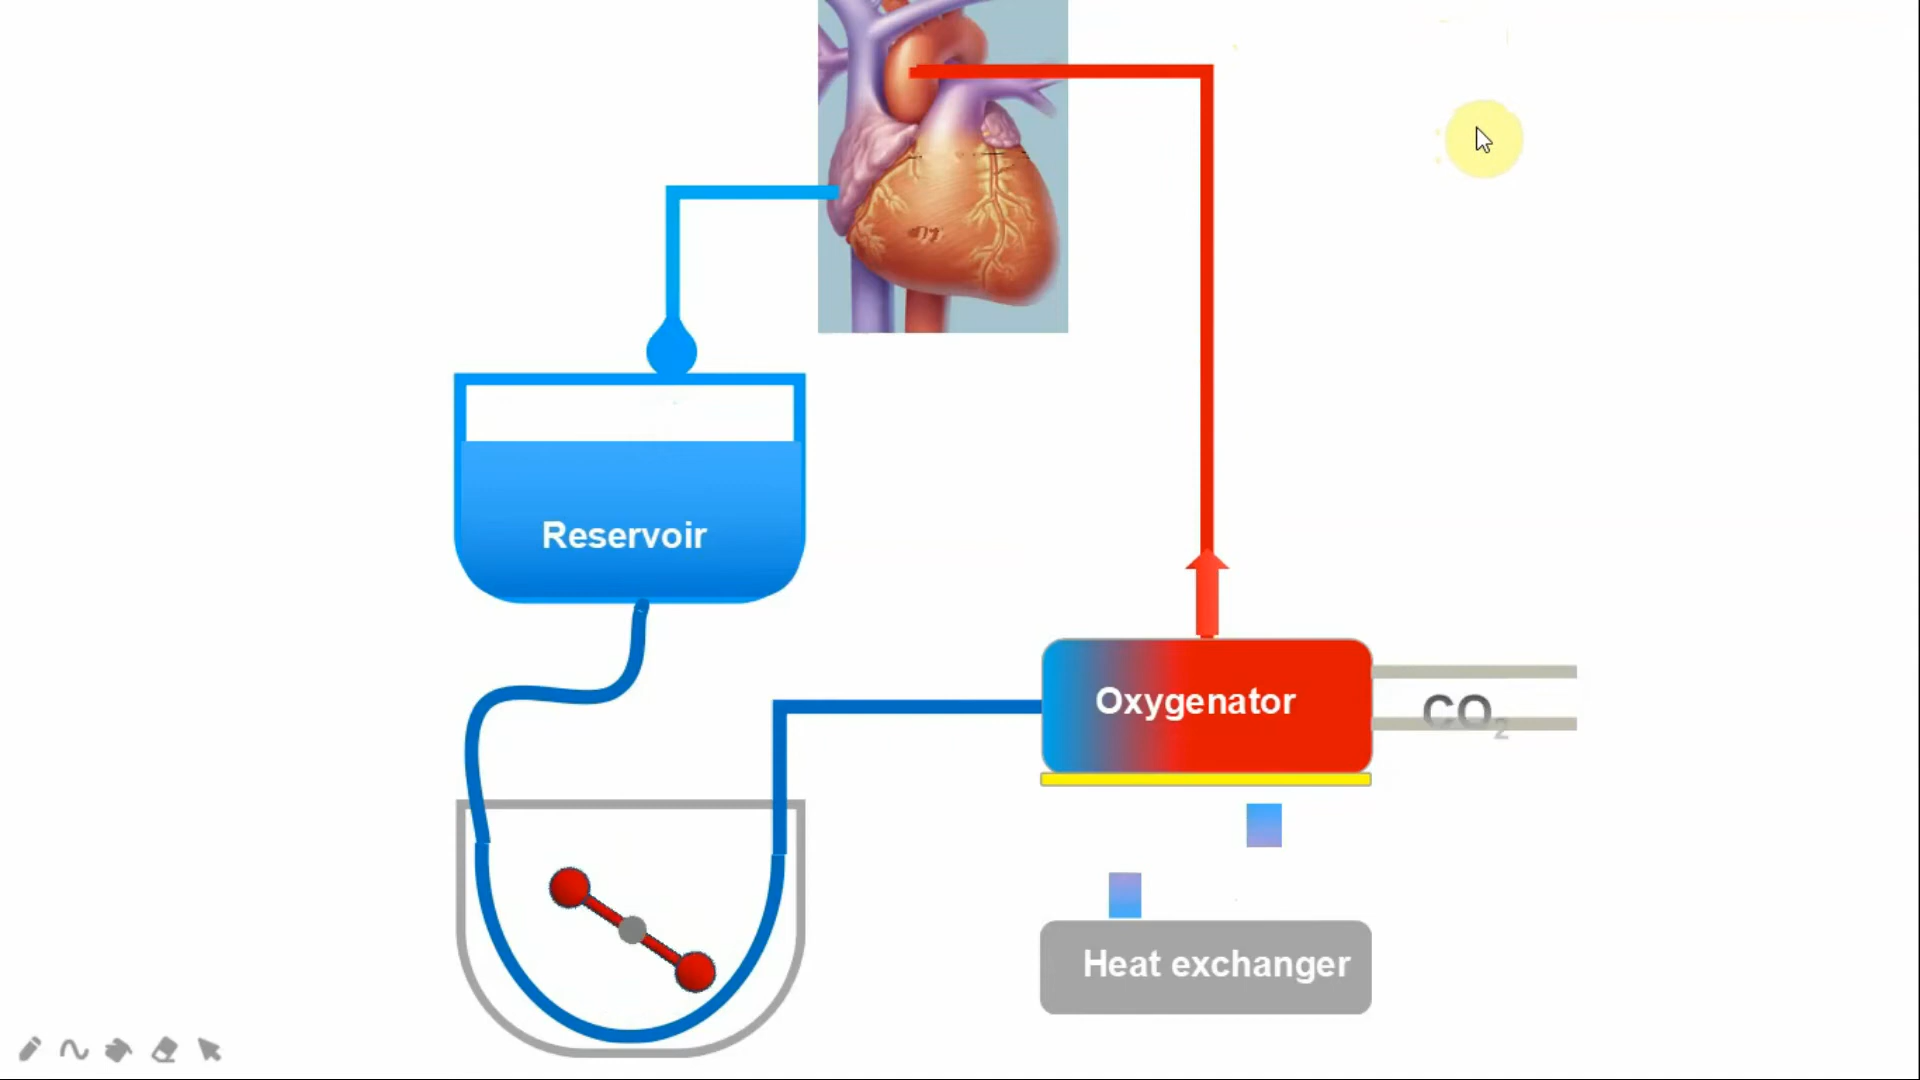 Reservoir
Oxygenator
CO₂
Heat exchanger